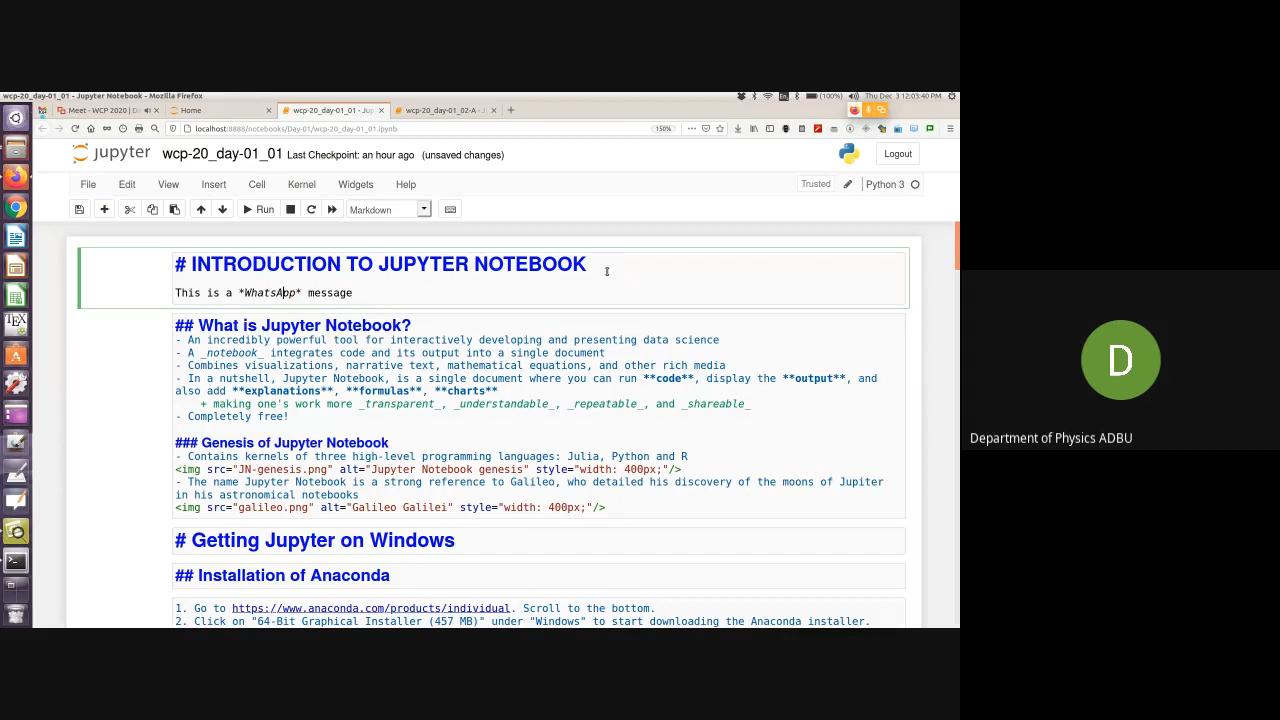 wcp-20_day-01_01 - Jupyter Notebook - Mozilla Firefox
(100%) Thu Dec 3 12:03:40 PM
Meet - WCP 2020 | D
Home
wcp-20_day-01_01 - Jup
wcp-20_day-01_02-A - J
localhost:8888/notebooks/Day-01/wcp-20_day-01_01.ipynb
150%
jupyter wcp-20_day-01_01 Last Checkpoint: an hour ago (unsaved changes)
Logout
File Edit View Insert Cell Kernel Widgets Help
Trusted Python 3
Run Markdown
# INTRODUCTION TO JUPYTER NOTEBOOK
This is a *WhatsApp* message
## What is Jupyter Notebook?
- An incredibly powerful tool for interactively developing and presenting data science
- A _notebook_ integrates code and its output into a single document
- Combines visualizations, narrative text, mathematical equations, and other rich media
- In a nutshell, Jupyter Notebook, is a single document where you can run **code**, display the **output**, and
also add **explanations**, **formulas**, **charts**
+ making one's work more _transparent_, _understandable_, _repeatable_, and _shareable_
- Completely free!
### Genesis of Jupyter Notebook
- Contains kernels of three high-level programming languages: Julia, Python and R
<img src="JN-genesis.png" alt="Jupyter Notebook genesis" style="width: 400px;"/>
- The name Jupyter Notebook is a strong reference to Galileo, who detailed his discovery of the moons of Jupiter
in his astronomical notebooks
<img src="galileo.png" alt="Galileo Galilei" style="width: 400px;"/>
# Getting Jupyter on Windows
## Installation of Anaconda
1. Go to https://www.anaconda.com/products/individual. Scroll to the bottom.
2. Click on "64-Bit Graphical Installer (457 MB)" under "Windows" to start downloading the Anaconda installer.
D
Department of Physics ADBU